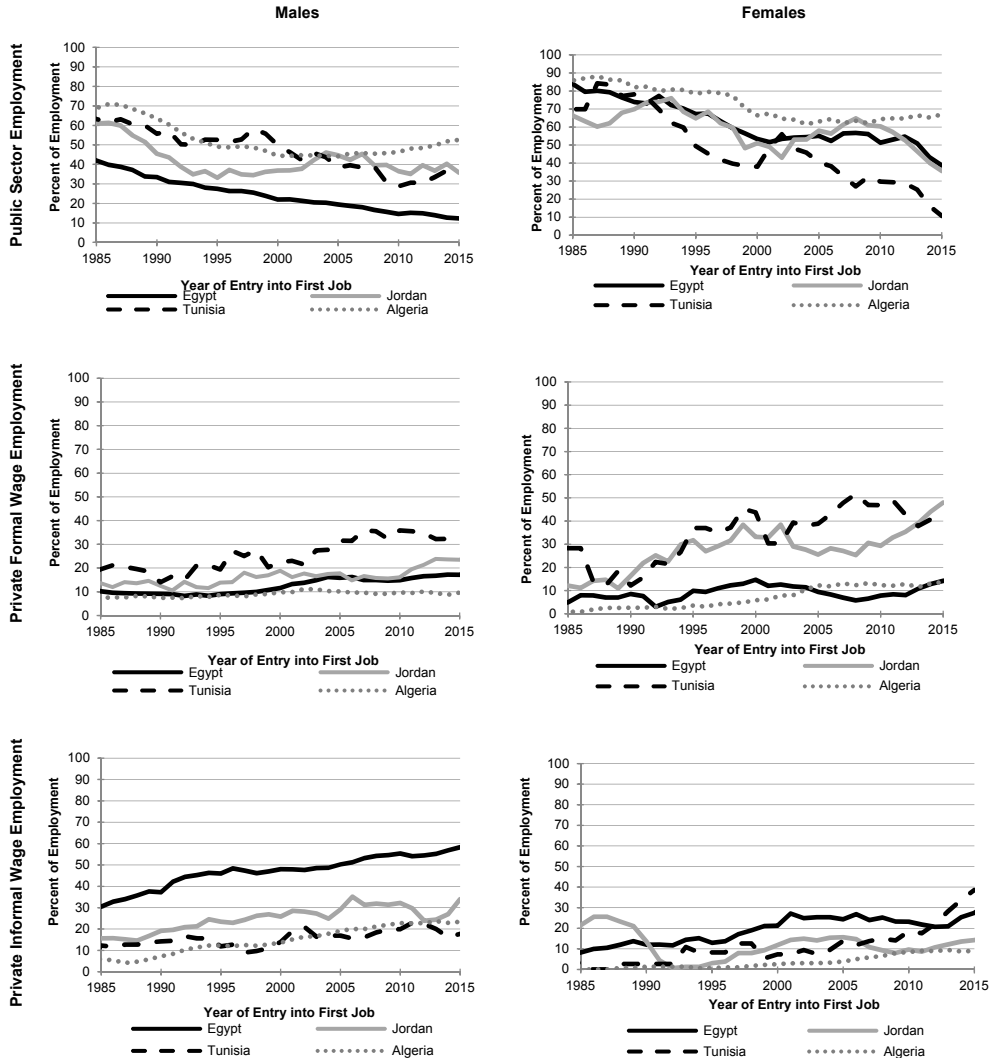 Males
Females
Public Sector Employment
Percent of Employment
100
90
80
70
60
50
40
30
20
10
0
1985 1990 1995 2000 2005 2010 2015
Year of Entry into First Job
Egypt Jordan
Tunisia Algeria
Percent of Employment
100
90
80
70
60
50
40
30
20
10
0
1985 1990 1995 2000 2005 2010 2015
Year of Entry into First Job
Egypt Jordan
Tunisia Algeria
Private Formal Wage Employment
Percent of Employment
100
90
80
70
60
50
40
30
20
10
0
1985 1990 1995 2000 2005 2010 2015
Year of Entry into First Job
Egypt Jordan
Tunisia Algeria
Percent of Employment
100
90
80
70
60
50
40
30
20
10
0
1985 1990 1995 2000 2005 2010 2015
Year of Entry into First Job
Egypt Jordan
Tunisia Algeria
Private Informal Wage Employment
Percent of Employment
100
90
80
70
60
50
40
30
20
10
0
1985 1990 1995 2000 2005 2010 2015
Year of Entry into First Job
Egypt Jordan
Tunisia Algeria
Percent of Employment
100
90
80
70
60
50
40
30
20
10
0
1985 1990 1995 2000 2005 2010 2015
Year of Entry into First Job
Egypt Jordan
Tunisia Algeria